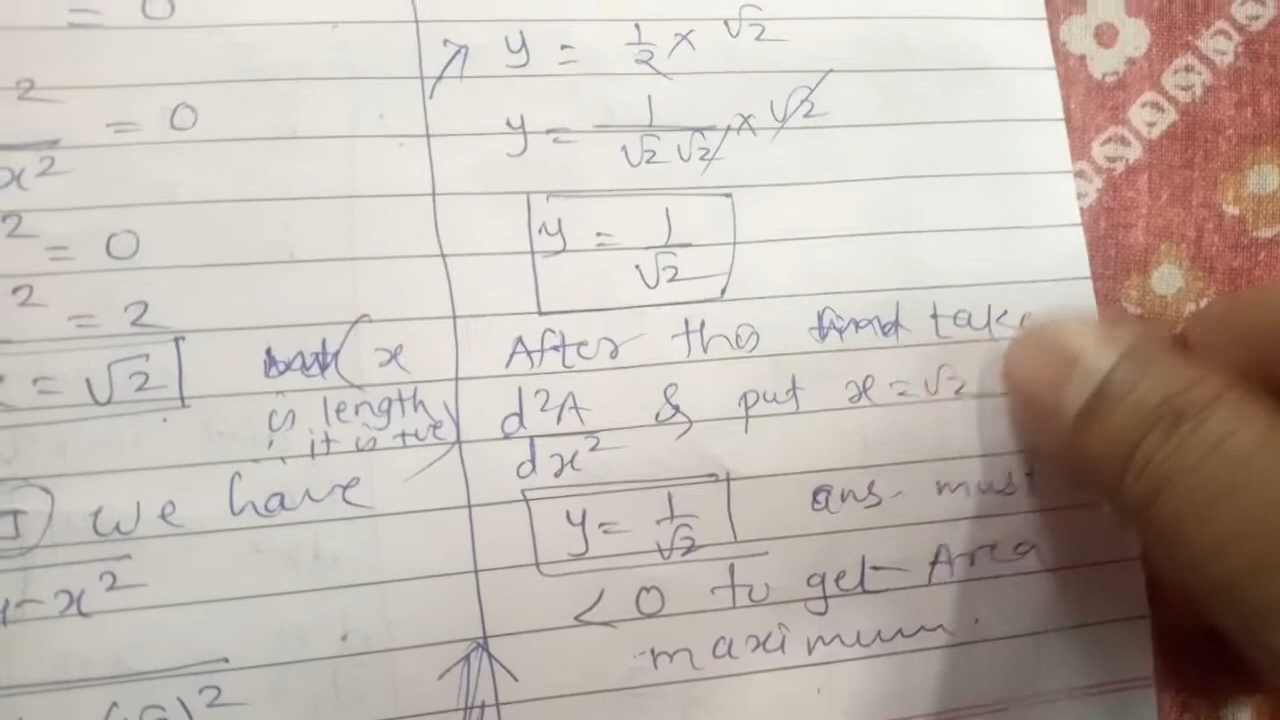 = 0
2
x² = 0
2 = 0
2 = 2
= √2 (x
is length
∴ it is +ve)
I) we have
4-x²
)²
y = 1/2 × √2
y = 1/(√2 √2) × √2
y = 1/√2
After this take
d²A/dx² & put x = √2
y = 1/√2 ans. must
< 0 to get Area
maximum.